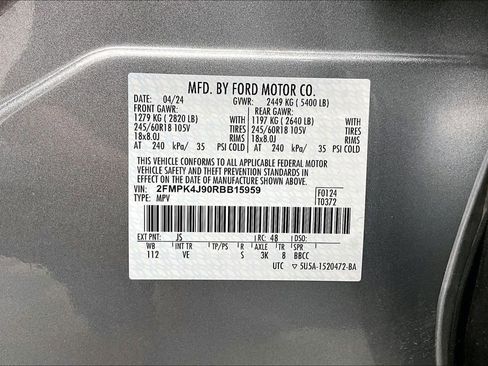 MFD. BY FORD MOTOR CO.
DATE: 04/24 GVWR: 2449 KG ( 5400 LB)
FRONT GAWR: REAR GAWR:
1279 KG ( 2820 LB) 1197 KG ( 2640 LB)
245/60R18 105V TIRES 245/60R18 105V TIRES
18x8.0J RIMS 18x8.0J RIMS
AT 240 kPa/ 35 PSI COLD AT 240 kPa/ 35 PSI COLD
THIS VEHICLE CONFORMS TO ALL APPLICABLE FEDERAL MOTOR
VEHICLE SAFETY AND THEFT PREVENTION STANDARDS IN
EFFECT ON THE DATE OF MANUFACTURE SHOWN ABOVE.
VIN: 2FMPK4J90RBB15959 F0124
TYPE: MPV T0372
EXT PNT: JS RC: 48 DSO:
WB BRK INT TR TP/PS R AXLE TR SPR
112 VE S 3K B BBCC
UTC ▽ 5U5A-1520472-BA